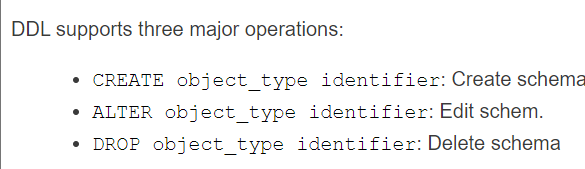 DDL supports three major operations:
• CREATE object_type identifier: Create schema
• ALTER object_type identifier: Edit schem.
• DROP object_type identifier: Delete schema